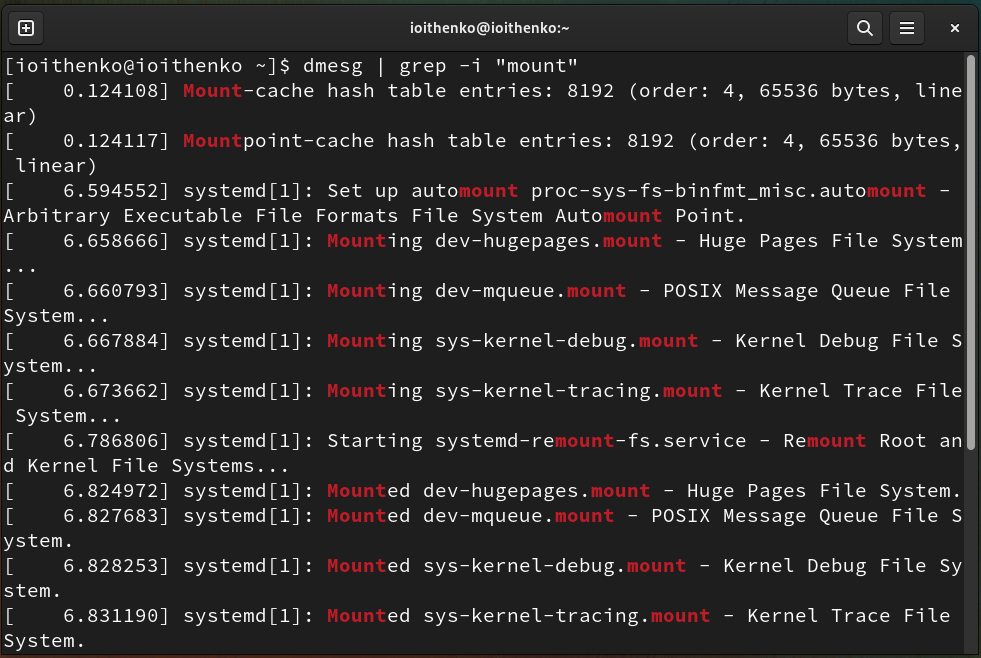 ioithenko@ioithenko:~
[ioithenko@ioithenko ~]$ dmesg | grep -i "mount"
[    0.124108] Mount-cache hash table entries: 8192 (order: 4, 65536 bytes, line
ar)
[    0.124117] Mountpoint-cache hash table entries: 8192 (order: 4, 65536 bytes,
 linear)
[    6.594552] systemd[1]: Set up automount proc-sys-fs-binfmt_misc.automount -
Arbitrary Executable File Formats File System Automount Point.
[    6.658666] systemd[1]: Mounting dev-hugepages.mount - Huge Pages File System
...
[    6.660793] systemd[1]: Mounting dev-mqueue.mount - POSIX Message Queue File
System...
[    6.667884] systemd[1]: Mounting sys-kernel-debug.mount - Kernel Debug File S
ystem...
[    6.673662] systemd[1]: Mounting sys-kernel-tracing.mount - Kernel Trace File
 System...
[    6.786806] systemd[1]: Starting systemd-remount-fs.service - Remount Root an
d Kernel File Systems...
[    6.824972] systemd[1]: Mounted dev-hugepages.mount - Huge Pages File System.
[    6.827683] systemd[1]: Mounted dev-mqueue.mount - POSIX Message Queue File S
ystem.
[    6.828253] systemd[1]: Mounted sys-kernel-debug.mount - Kernel Debug File Sy
stem.
[    6.831190] systemd[1]: Mounted sys-kernel-tracing.mount - Kernel Trace File
System.